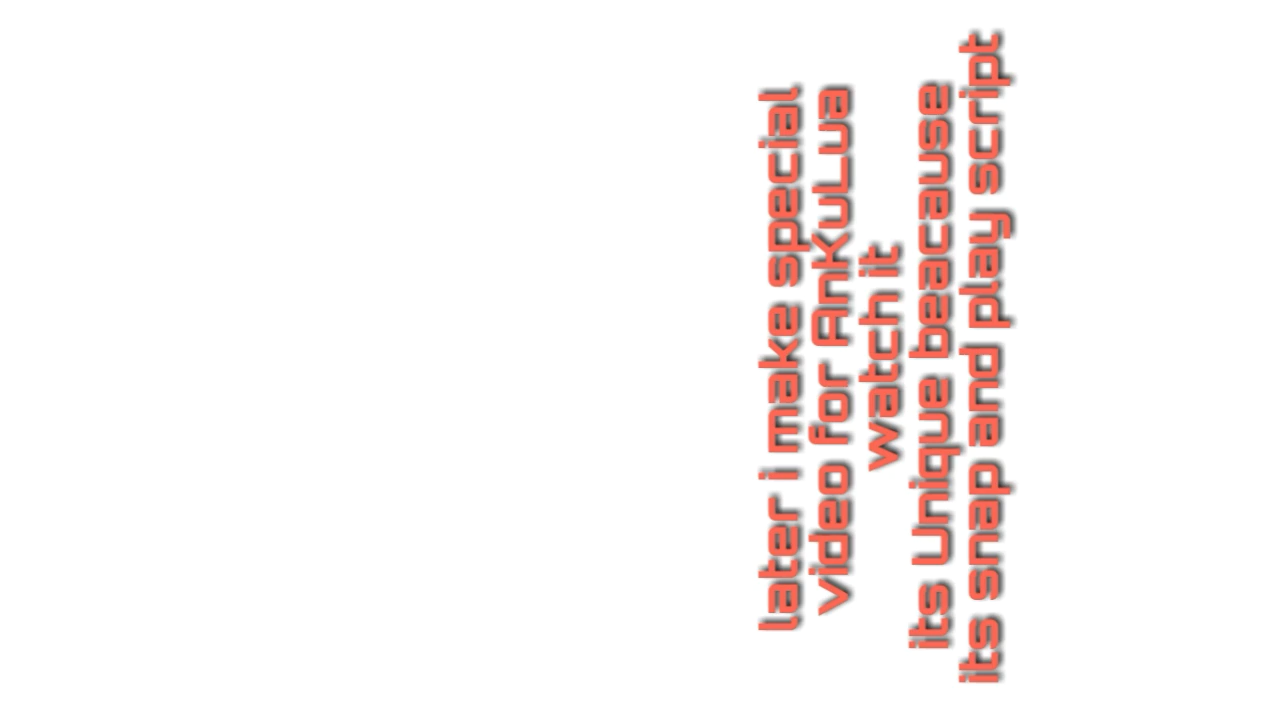 later i make special
video for AnKuLua
watch it
its Unique beacause
its snap and play script